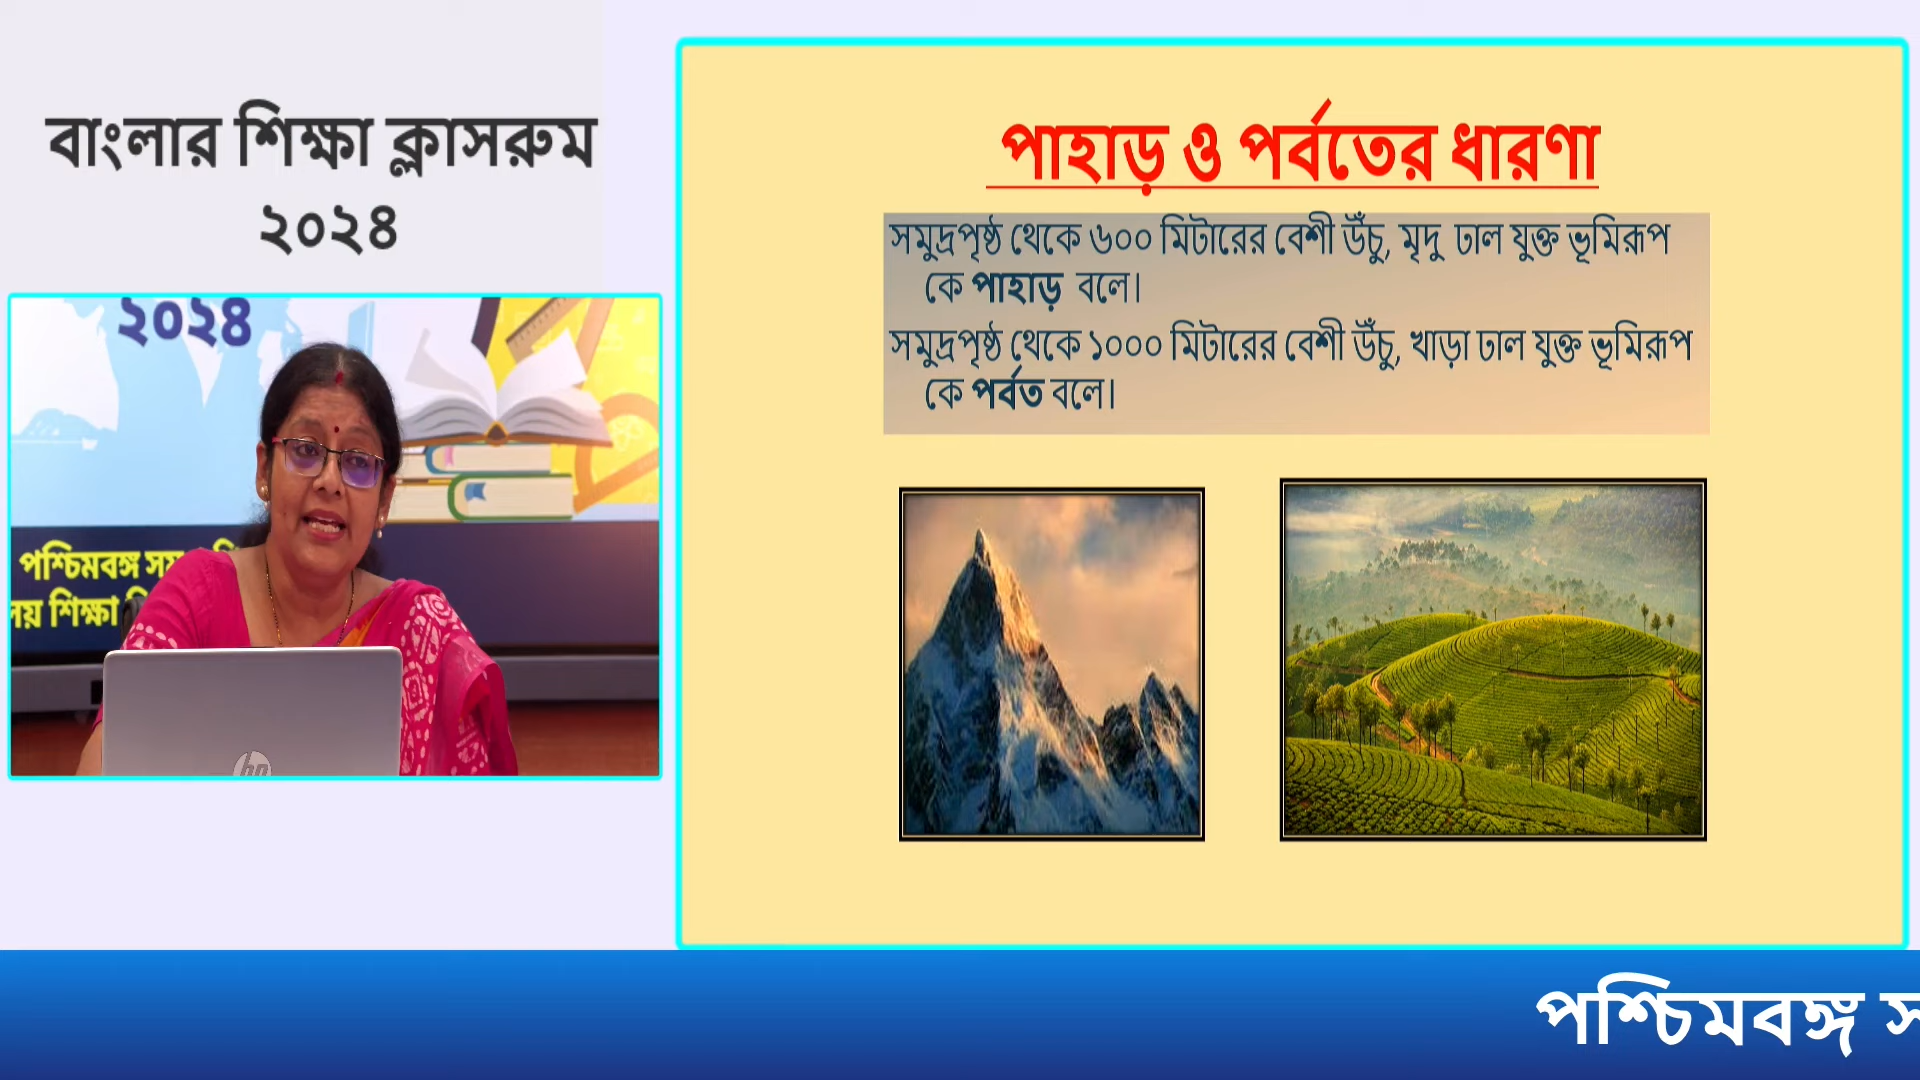 বাংলার শিক্ষা ক্লাসরুম
২০২৪
২০২৪
পশ্চিমবঙ্গ
শিক্ষা
hp
পাহাড় ও পর্বতের ধারণা
সমুদ্রপৃষ্ঠ থেকে ৬০০ মিটারের বেশী উঁচু, মৃদু ঢাল যুক্ত ভূমিরূপ
কে পাহাড় বলে।
সমুদ্রপৃষ্ঠ থেকে ১০০০ মিটারের বেশী উঁচু, খাড়া ঢাল যুক্ত ভূমিরূপ
কে পর্বত বলে।
পশ্চিমবঙ্গ স